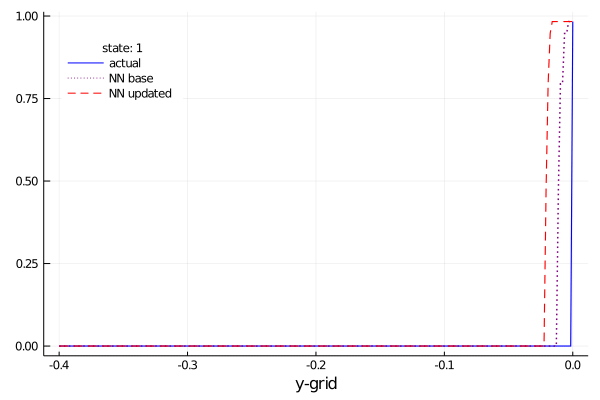 1.00
state: 1
actual
NN base
NN updated
0.75
0.50
0.25
0.00
-0.4 -0.3 -0.2 -0.1 0.0
y-grid